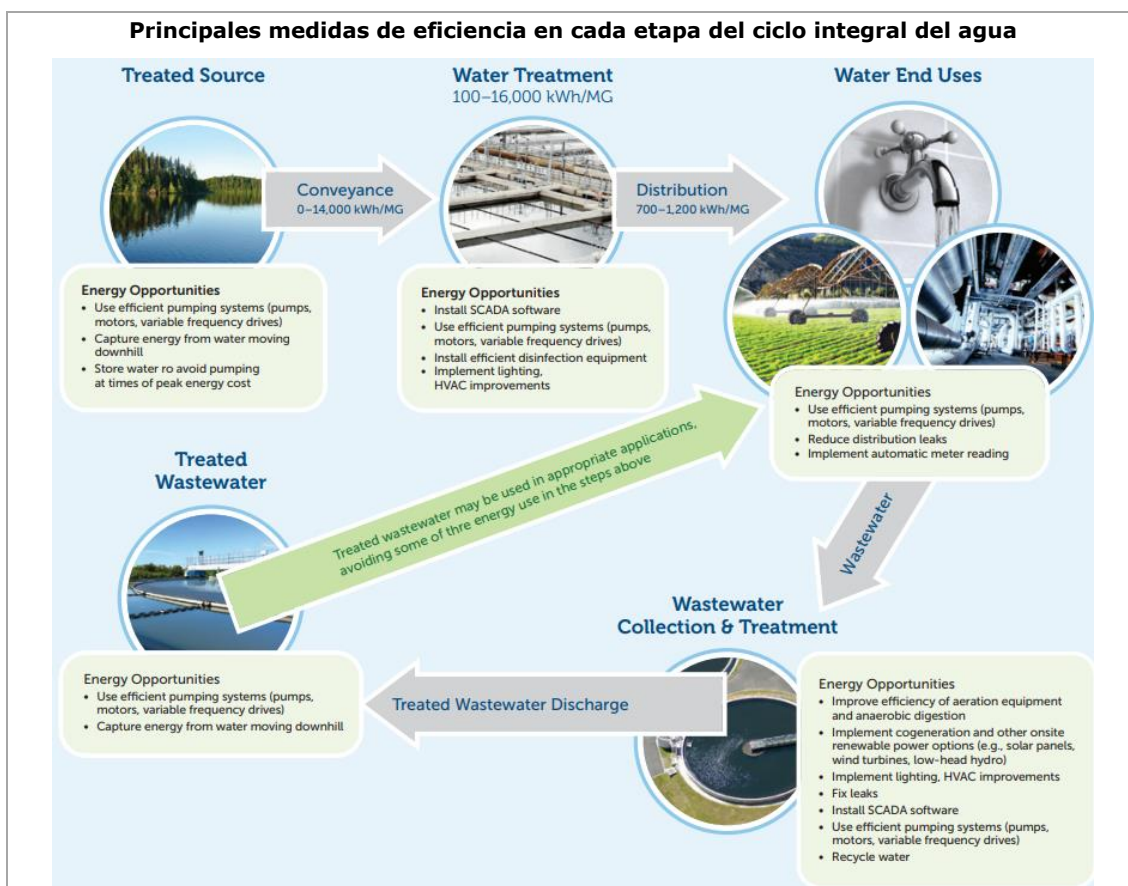 Principales medidas de eficiencia en cada etapa del ciclo integral del agua
Treated Source
Water Treatment
100–16,000 kWh/MG
Water End Uses
Conveyance
0–14,000 kWh/MG
Distribution
700–1,200 kWh/MG
Energy Opportunities
• Use efficient pumping systems (pumps,
motors, variable frequency drives)
• Capture energy from water moving
downhill
• Store water ro avoid pumping
at times of peak energy cost
Energy Opportunities
• Install SCADA software
• Use efficient pumping systems (pumps,
motors, variable frequency drives)
• Install efficient disinfection equipment
• Implement lighting,
HVAC improvements
Energy Opportunities
• Use efficient pumping systems (pumps,
motors, variable frequency drives)
• Reduce distribution leaks
• Implement automatic meter reading
Treated wastewater may be used in appropriate applications,
avoiding some of thre energy use in the steps above
Treated
Wastewater
Wastewater
Wastewater
Collection & Treatment
Energy Opportunities
• Use efficient pumping systems (pumps,
motors, variable frequency drives)
• Capture energy from water moving downhill
Treated Wastewater Discharge
Energy Opportunities
• Improve efficiency of aeration equipment
and anaerobic digestion
• Implement cogeneration and other onsite
renewable power options (e.g., solar panels,
wind turbines, low-head hydro)
• Implement lighting, HVAC improvements
• Fix leaks
• Install SCADA software
• Use efficient pumping systems (pumps,
motors, variable frequency drives)
• Recycle water